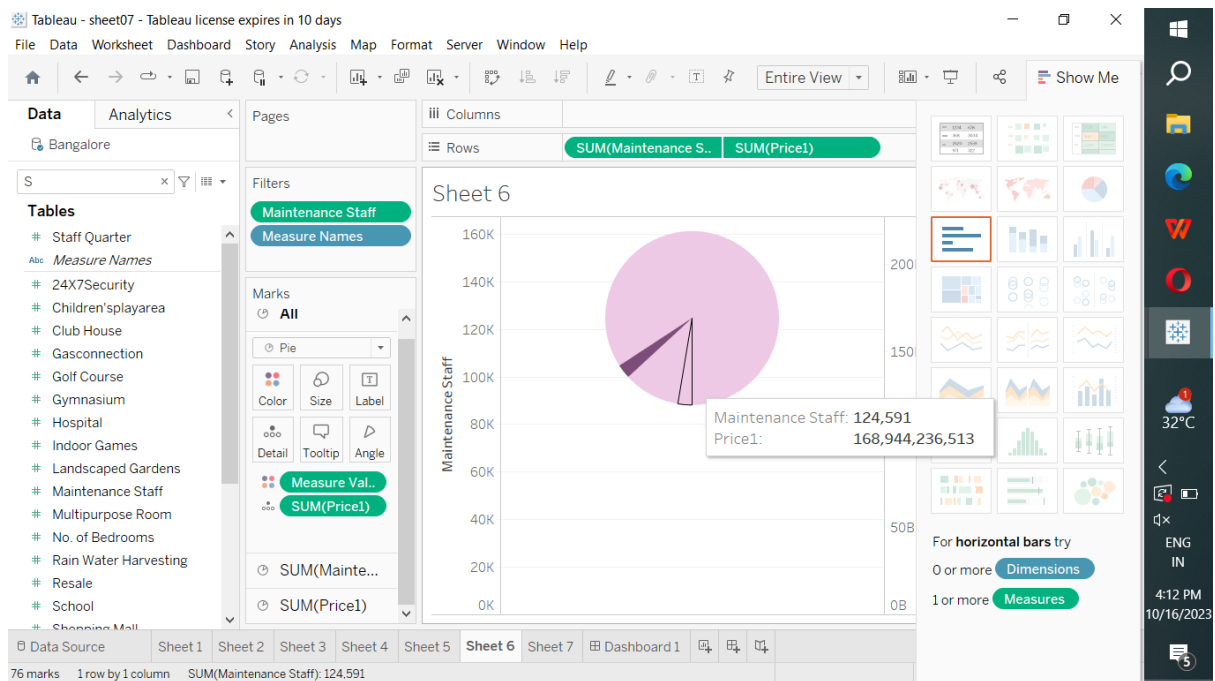 Tableau - sheet07 - Tableau license expires in 10 days
File Data Worksheet Dashboard Story Analysis Map Format Server Window Help
Entire View
Show Me
Data Analytics
Bangalore
S
Tables
Staff Quarter
Abc Measure Names
24X7Security
Children'splayarea
Club House
Gasconnection
Golf Course
Gymnasium
Hospital
Indoor Games
Landscaped Gardens
Maintenance Staff
Multipurpose Room
No. of Bedrooms
Rain Water Harvesting
Resale
School
Shopping Mall
Pages
Filters
Maintenance Staff
Measure Names
Marks
All
Pie
Color Size Label
Detail Tooltip Angle
Measure Val..
SUM(Price1)
SUM(Mainte...
SUM(Price1)
Columns
Rows SUM(Maintenance S.. SUM(Price1)
Sheet 6
Maintenance Staff
160K
140K
120K
100K
80K
60K
40K
20K
0K
200
150
50B
0B
Maintenance Staff: 124,591
Price1: 168,944,236,513
For horizontal bars try
0 or more Dimensions
1 or more Measures
Data Source Sheet 1 Sheet 2 Sheet 3 Sheet 4 Sheet 5 Sheet 6 Sheet 7 Dashboard 1
76 marks 1 row by 1 column SUM(Maintenance Staff): 124,591
1
32°C
ENG
IN
4:12 PM
10/16/2023
5